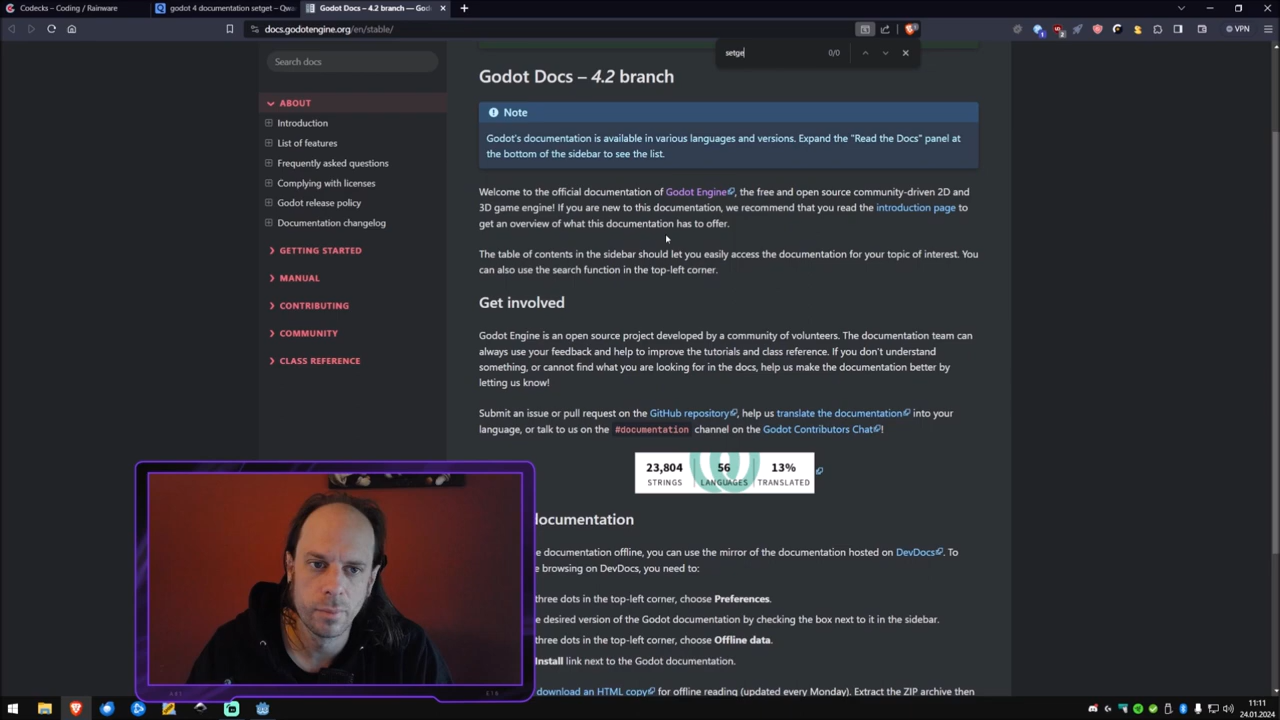 Codecks – Coding / Rainware
godot 4 documentation setget –
Godot Docs – 4.2 branch — Go
docs.godotengine.org/en/stable/
VPN
setge
0/0
Search docs
ABOUT
Introduction
List of features
Frequently asked questions
Complying with licenses
Godot release policy
Documentation changelog
GETTING STARTED
MANUAL
CONTRIBUTING
COMMUNITY
CLASS REFERENCE
Godot Docs – 4.2 branch
Note
Godot's documentation is available in various languages and versions. Expand the "Read the Docs" panel at
the bottom of the sidebar to see the list.
Welcome to the official documentation of Godot Engine, the free and open source community-driven 2D and
3D game engine! If you are new to this documentation, we recommend that you read the introduction page to
get an overview of what this documentation has to offer.
The table of contents in the sidebar should let you easily access the documentation for your topic of interest. You
can also use the search function in the top-left corner.
Get involved
Godot Engine is an open source project developed by a community of volunteers. The documentation team can
always use your feedback and help to improve the tutorials and class reference. If you don't understand
something, or cannot find what you are looking for in the docs, help us make the documentation better by
letting us know!
Submit an issue or pull request on the GitHub repository, help us translate the documentation into your
language, or talk to us on the #documentation channel on the Godot Contributors Chat!
23,804 56 13%
STRINGS LANGUAGES TRANSLATED
documentation
e documentation offline, you can use the mirror of the documentation hosted on DevDocs. To
e browsing on DevDocs, you need to:
three dots in the top-left corner, choose Preferences.
e desired version of the Godot documentation by checking the box next to it in the sidebar.
three dots in the top-left corner, choose Offline data.
Install link next to the Godot documentation.
download an HTML copy for offline reading (updated every Monday). Extract the ZIP archive then
11:11
24.01.2024